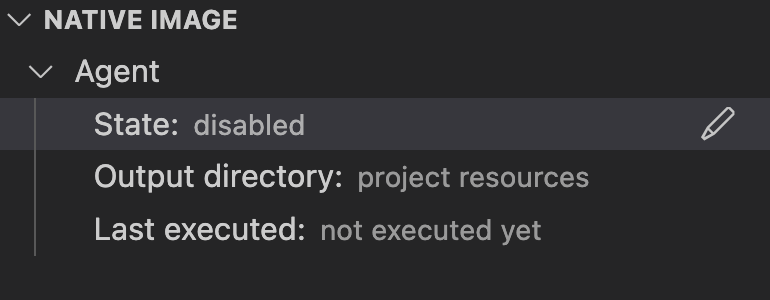 NATIVE IMAGE
Agent
State: disabled
Output directory: project resources
Last executed: not executed yet